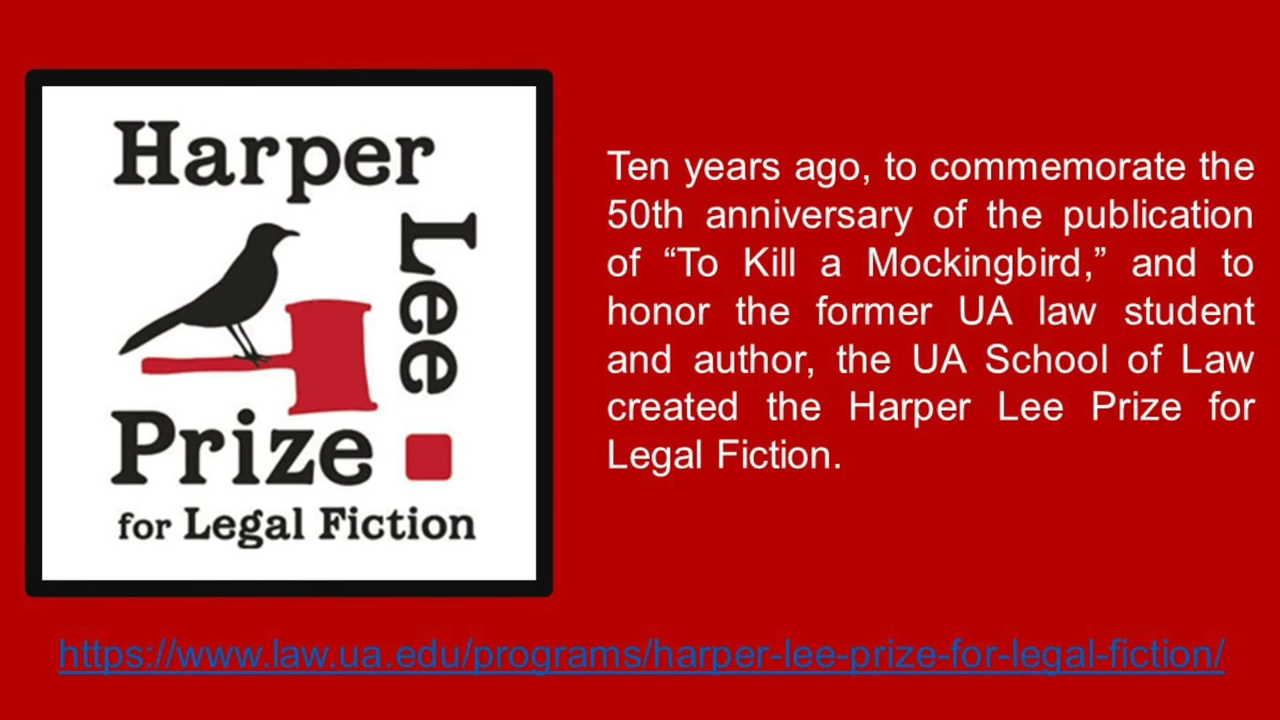 Harper
Lee
Prize
for Legal Fiction
Ten years ago, to commemorate the
50th anniversary of the publication
of “To Kill a Mockingbird,” and to
honor the former UA law student
and author, the UA School of Law
created the Harper Lee Prize for
Legal Fiction.
https://www.law.ua.edu/programs/harper-lee-prize-for-legal-fiction/